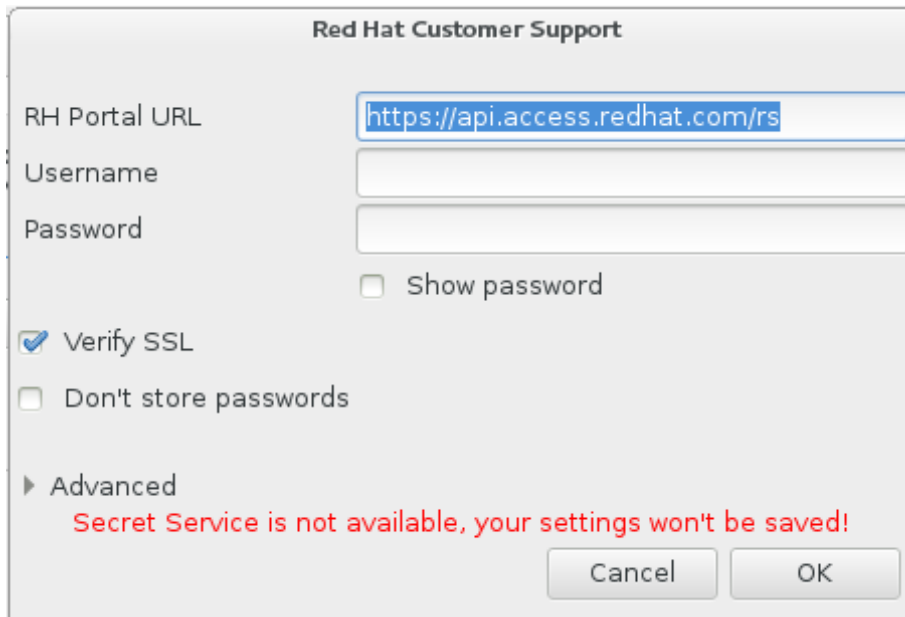 Red Hat Customer Support
RH Portal URL https://api.access.redhat.com/rs
Username
Password
Show password
Verify SSL
Don't store passwords
Advanced
Secret Service is not available, your settings won't be saved!
Cancel OK